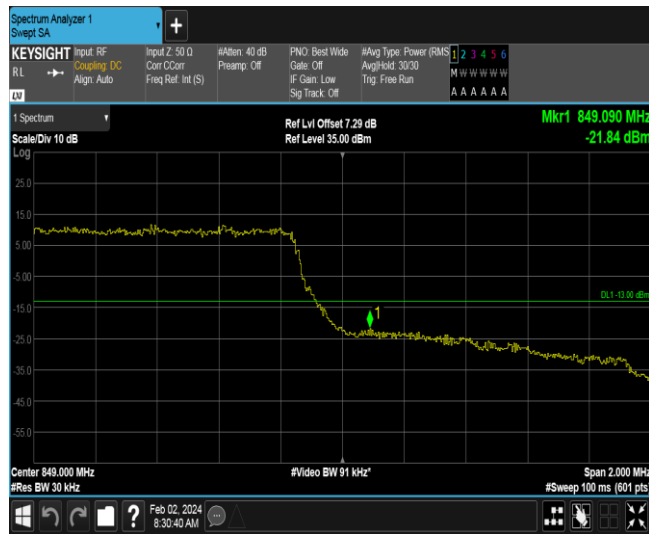 Spectrum Analyzer 1
Swept SA
KEYSIGHT
RL
LXI
Input: RF
Coupling: DC
Align: Auto
Input Z: 50 Ω
Corr CCorr
Freq Ref: Int (S)
#Atten: 40 dB
Preamp: Off
PNO: Best Wide
Gate: Off
IF Gain: Low
Sig Track: Off
#Avg Type: Power (RMS
Avg|Hold: 30/30
Trig: Free Run
1 2 3 4 5 6
M W W W W W
A A A A A A
1 Spectrum
Scale/Div 10 dB
Log
Ref Lvl Offset 7.29 dB
Ref Level 35.00 dBm
Mkr1 849.090 MHz
-21.84 dBm
25.0
15.0
5.00
-5.00
-15.0
-25.0
-35.0
-45.0
-55.0
DL1 -13.00 dBm
1
Center 849.000 MHz
#Res BW 30 kHz
#Video BW 91 kHz*
Span 2.000 MHz
#Sweep 100 ms (601 pts)
?
Feb 02, 2024
8:30:40 AM